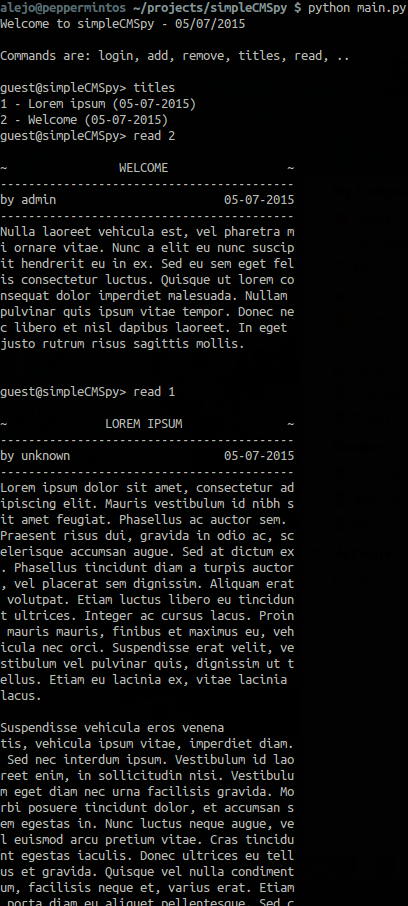 alejo@peppermintos ~/projects/simpleCMSpy $ python main.py
Welcome to simpleCMSpy - 05/07/2015
Commands are: login, add, remove, titles, read, ..
guest@simpleCMSpy> titles
1 - Lorem ipsum (05-07-2015)
2 - Welcome (05-07-2015)
guest@simpleCMSpy> read 2
~ WELCOME ~
------------------------------------------
by admin 05-07-2015
------------------------------------------
Nulla laoreet vehicula est, vel pharetra m
i ornare vitae. Nunc a elit eu nunc suscip
it hendrerit eu in ex. Sed eu sem eget fel
is consectetur luctus. Quisque ut lorem co
nsequat dolor imperdiet malesuada. Nullam
pulvinar quis ipsum vitae tempor. Donec ne
c libero et nisl dapibus laoreet. In eget
justo rutrum risus sagittis mollis.
guest@simpleCMSpy> read 1
~ LOREM IPSUM ~
------------------------------------------
by unknown 05-07-2015
------------------------------------------
Lorem ipsum dolor sit amet, consectetur ad
ipiscing elit. Mauris vestibulum id nibh s
it amet feugiat. Phasellus ac auctor sem.
Praesent risus dui, gravida in odio ac, sc
elerisque accumsan augue. Sed at dictum ex
. Phasellus tincidunt diam a turpis auctor
, vel placerat sem dignissim. Aliquam erat
 volutpat. Etiam luctus libero eu tincidun
t ultrices. Integer ac cursus lacus. Proin
 mauris mauris, finibus et maximus eu, veh
icula nec orci. Suspendisse erat velit, ve
stibulum vel pulvinar quis, dignissim ut t
ellus. Etiam eu lacinia ex, vitae lacinia
lacus.
Suspendisse vehicula eros venena
tis, vehicula ipsum vitae, imperdiet diam.
 Sed nec interdum ipsum. Vestibulum id lao
reet enim, in sollicitudin nisi. Vestibulu
m eget diam nec urna facilisis gravida. Mo
rbi posuere tincidunt dolor, et accumsan s
em egestas in. Nunc luctus neque augue, ve
l euismod arcu pretium vitae. Cras tincidu
nt egestas iaculis. Donec ultrices eu tell
us et gravida. Quisque vel nulla condiment
um, facilisis neque et, varius erat. Etiam
 porta diam eu aliquet pellentesque. Sed c